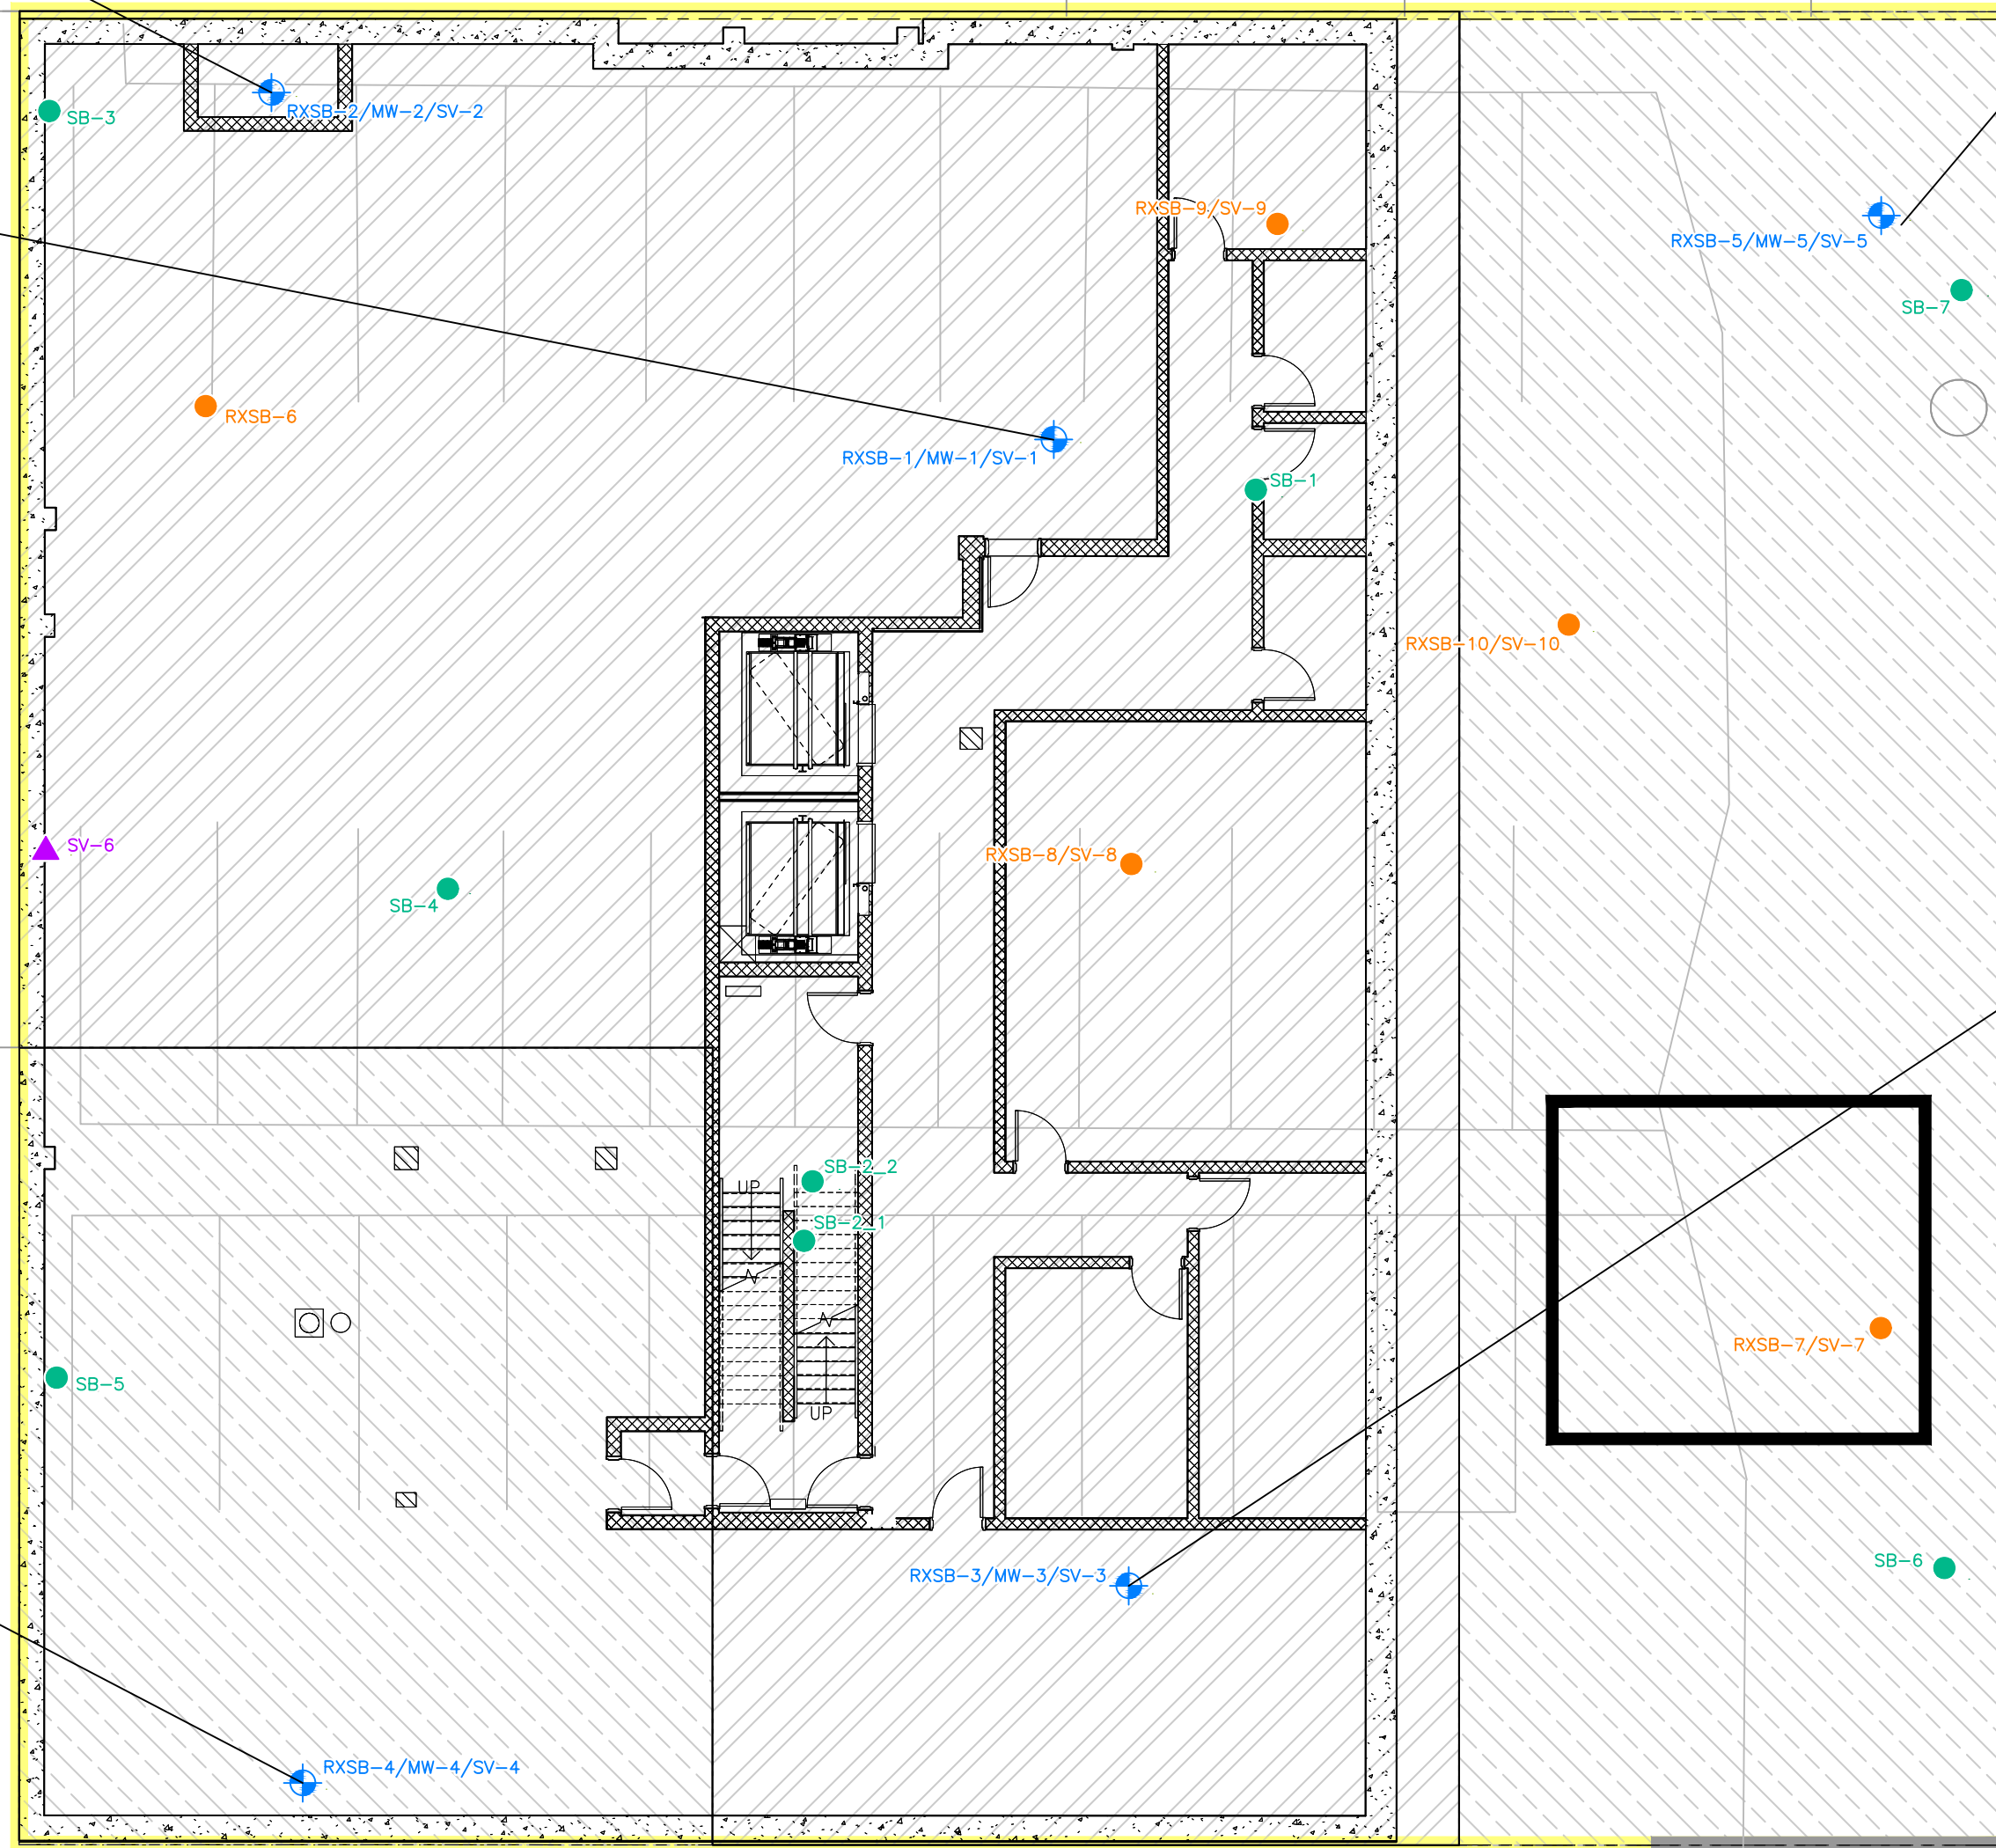 SB-3
RXSB-2/MW-2/SV-2
RXSB-9/SV-9
RXSB-5/MW-5/SV-5
SB-7
RXSB-6
RXSB-1/MW-1/SV-1
SB-1
RXSB-10/SV-10
SV-6
RXSB-8/SV-8
SB-4
SB-2_2
UP
SB-2_1
RXSB-7/SV-7
SB-5
UP
SB-6
RXSB-3/MW-3/SV-3
RXSB-4/MW-4/SV-4